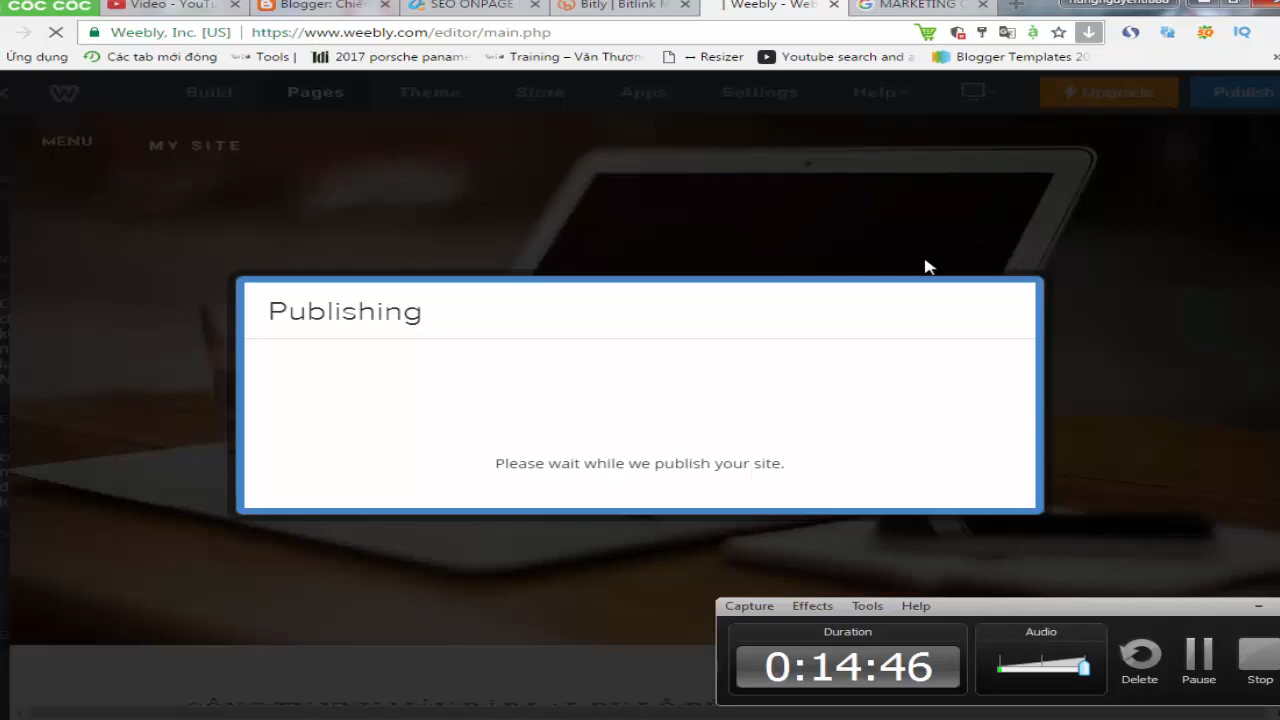 CỐC CỐC Video - YouTu Blogger: Chiế SEO ONPAGE Bitly | Bitlink M Weebly - Web MARKETING
Weebly, Inc. [US] https://www.weebly.com/editor/main.php
Ứng dụng Các tab mới đóng Tools | 2017 porsche paname Training – Văn Thượn -- Resizer Youtube search and a Blogger Templates 20
Build Pages Theme Store Apps Settings Help Upgrade Publish
MENU MY SITE
Publishing
Please wait while we publish your site.
Capture Effects Tools Help
Duration Audio
0:14:46
Delete Pause Stop